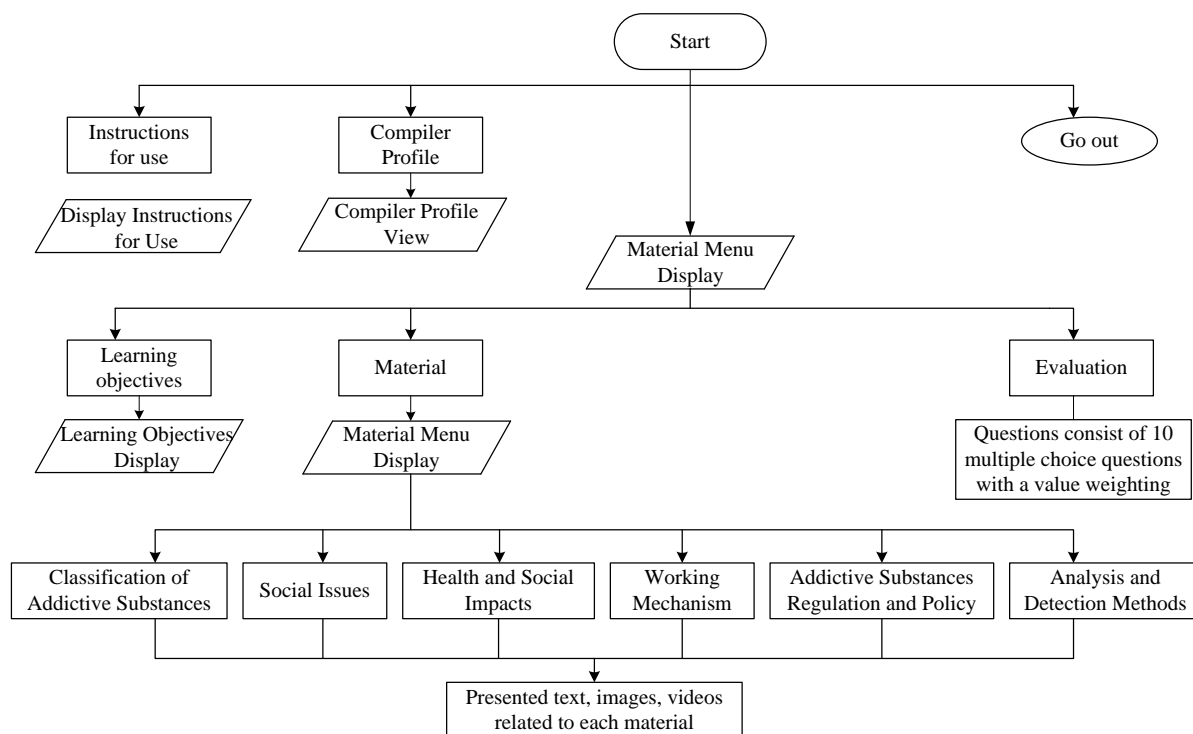 Start
Instructions
for use
Compiler
Profile
Go out
Display Instructions
for Use
Compiler Profile
View
Material Menu
Display
Learning
objectives
Material
Evaluation
Learning Objectives
Display
Material Menu
Display
Questions consist of 10
multiple choice questions
with a value weighting
Classification of
Addictive Substances
Social Issues
Health and Social
Impacts
Working
Mechanism
Addictive Substances
Regulation and Policy
Analysis and
Detection Methods
Presented text, images, videos
related to each material